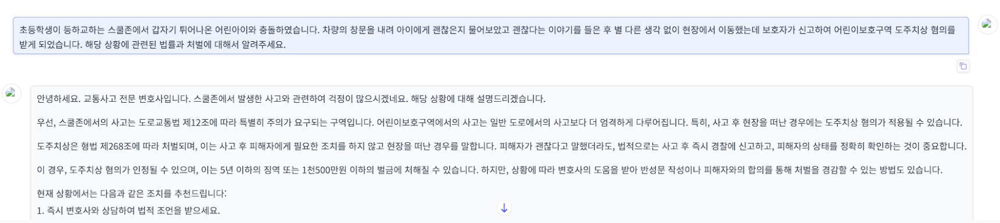 초등학생이 등하교하는 스쿨존에서 갑자기 튀어나온 어린아이와 충돌하였습니다. 차량의 창문을 내려 아이에게 괜찮은지 물어보았고 괜찮다는 이야기를 들은 후 별 다른 생각 없이 현장에서 이동했는데 보호자가 신고하여 어린이보호구역 도주치상 혐의를
받게 되었습니다. 해당 상황에 관련된 법률과 처벌에 대해서 알려주세요.
안녕하세요. 교통사고 전문 변호사입니다. 스쿨존에서 발생한 사고와 관련하여 걱정이 많으시겠네요. 해당 상황에 대해 설명드리겠습니다.
우선, 스쿨존에서의 사고는 도로교통법 제12조에 따라 특별히 주의가 요구되는 구역입니다. 어린이보호구역에서의 사고는 일반 도로에서의 사고보다 더 엄격하게 다루어집니다. 특히, 사고 후 현장을 떠난 경우에는 도주치상 혐의가 적용될 수 있습니다.
도주치상은 형법 제268조에 따라 처벌되며, 이는 사고 후 피해자에게 필요한 조치를 하지 않고 현장을 떠난 경우를 말합니다. 피해자가 괜찮다고 말했더라도, 법적으로는 사고 후 즉시 경찰에 신고하고, 피해자의 상태를 정확히 확인하는 것이 중요합니다.
이 경우, 도주치상 혐의가 인정될 수 있으며, 이는 5년 이하의 징역 또는 1천500만원 이하의 벌금에 처해질 수 있습니다. 하지만, 상황에 따라 변호사의 도움을 받아 반성문 작성이나 피해자와의 합의를 통해 처벌을 경감할 수 있는 방법도 있습니다.
현재 상황에서는 다음과 같은 조치를 추천드립니다:
1. 즉시 변호사와 상담하여 법적 조언을 받으세요.